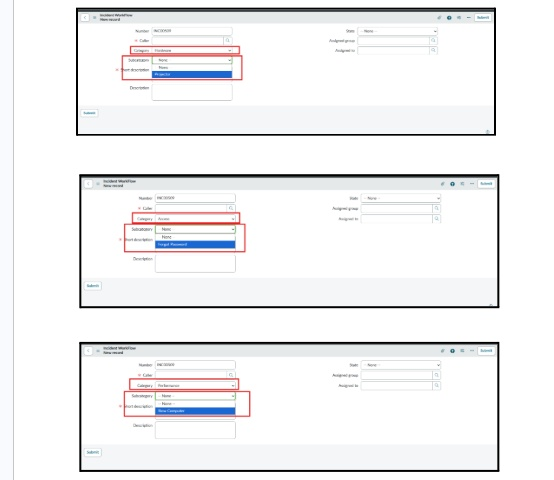 Incident Workflow
New record
Submit
Number INC00509 State -- None --
* Caller Assigned group
Category Hardware Assigned to
Subcategory -- None
* Short description None
Projector
Description
Submit
Incident Workflow
New record
Submit
Number INC00509 State -- None --
* Caller Assigned group
Category Access Assigned to
Subcategory -- None
* Short description None
Forgot Password
Description
Submit
Incident Workflow
New record
Submit
Number INC00509 State -- None --
* Caller Assigned group
Category Performance Assigned to
Subcategory -- None --
* Short description -- None --
Slow Computer
Description
Submit